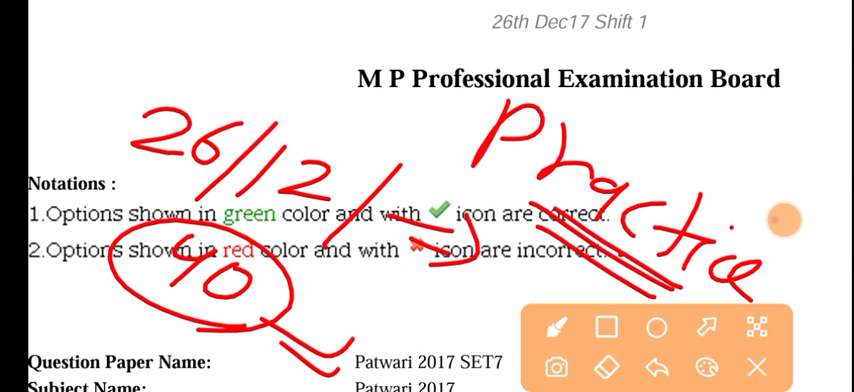 26th Dec17 Shift 1
M P Professional Examination Board
26/12/
Practice
Notations :
1.Options shown in green color and with icon are correct.
2.Options shown in red color and with icon are incorrect.
90
Question Paper Name: Patwari 2017 SET7
Subject Name: Patwari 2017